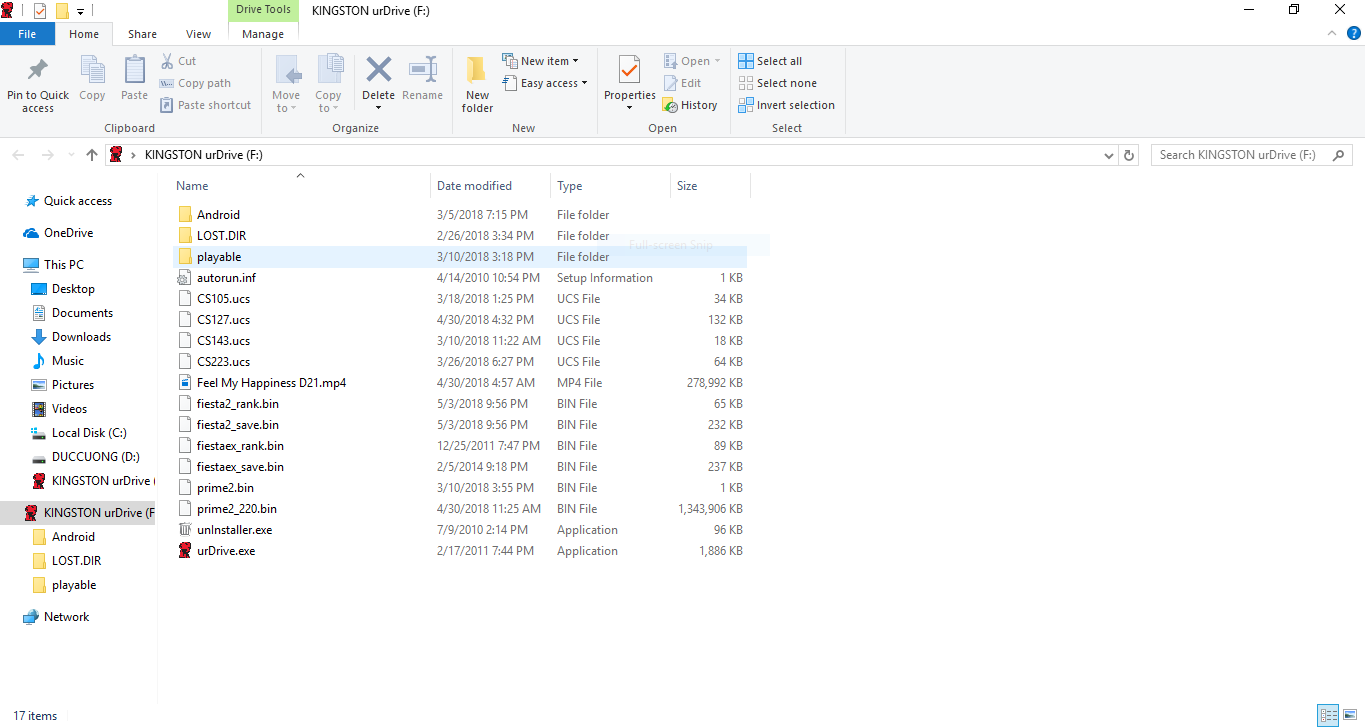 Drive Tools KINGSTON urDrive (F:)
File Home Share View Manage
Pin to Quick access
Copy
Paste
Cut
Copy path
Paste shortcut
Clipboard
Move to
Copy to
Delete
Rename
Organize
New folder
New item
Easy access
New
Properties
Open
Edit
History
Open
Select all
Select none
Invert selection
Select
KINGSTON urDrive (F:) Search KINGSTON urDrive (F:)
Quick access
OneDrive
This PC
Desktop
Documents
Downloads
Music
Pictures
Videos
Local Disk (C:)
DUCCUONG (D:)
KINGSTON urDrive (
KINGSTON urDrive (F
Android
LOST.DIR
playable
Network
Name Date modified Type Size
Android 3/5/2018 7:15 PM File folder
LOST.DIR 2/26/2018 3:34 PM File folder
Full-screen Snip
playable 3/10/2018 3:18 PM File folder
autorun.inf 4/14/2010 10:54 PM Setup Information 1 KB
CS105.ucs 3/18/2018 1:25 PM UCS File 34 KB
CS127.ucs 4/30/2018 4:32 PM UCS File 132 KB
CS143.ucs 3/10/2018 11:22 AM UCS File 18 KB
CS223.ucs 3/26/2018 6:27 PM UCS File 64 KB
Feel My Happiness D21.mp4 4/30/2018 4:57 AM MP4 File 278,992 KB
fiesta2_rank.bin 5/3/2018 9:56 PM BIN File 65 KB
fiesta2_save.bin 5/3/2018 9:56 PM BIN File 232 KB
fiestaex_rank.bin 12/25/2011 7:47 PM BIN File 89 KB
fiestaex_save.bin 2/5/2014 9:18 PM BIN File 237 KB
prime2.bin 3/10/2018 3:55 PM BIN File 1 KB
prime2_220.bin 4/30/2018 11:25 AM BIN File 1,343,906 KB
unInstaller.exe 7/9/2010 2:14 PM Application 96 KB
urDrive.exe 2/17/2011 7:44 PM Application 1,886 KB
17 items